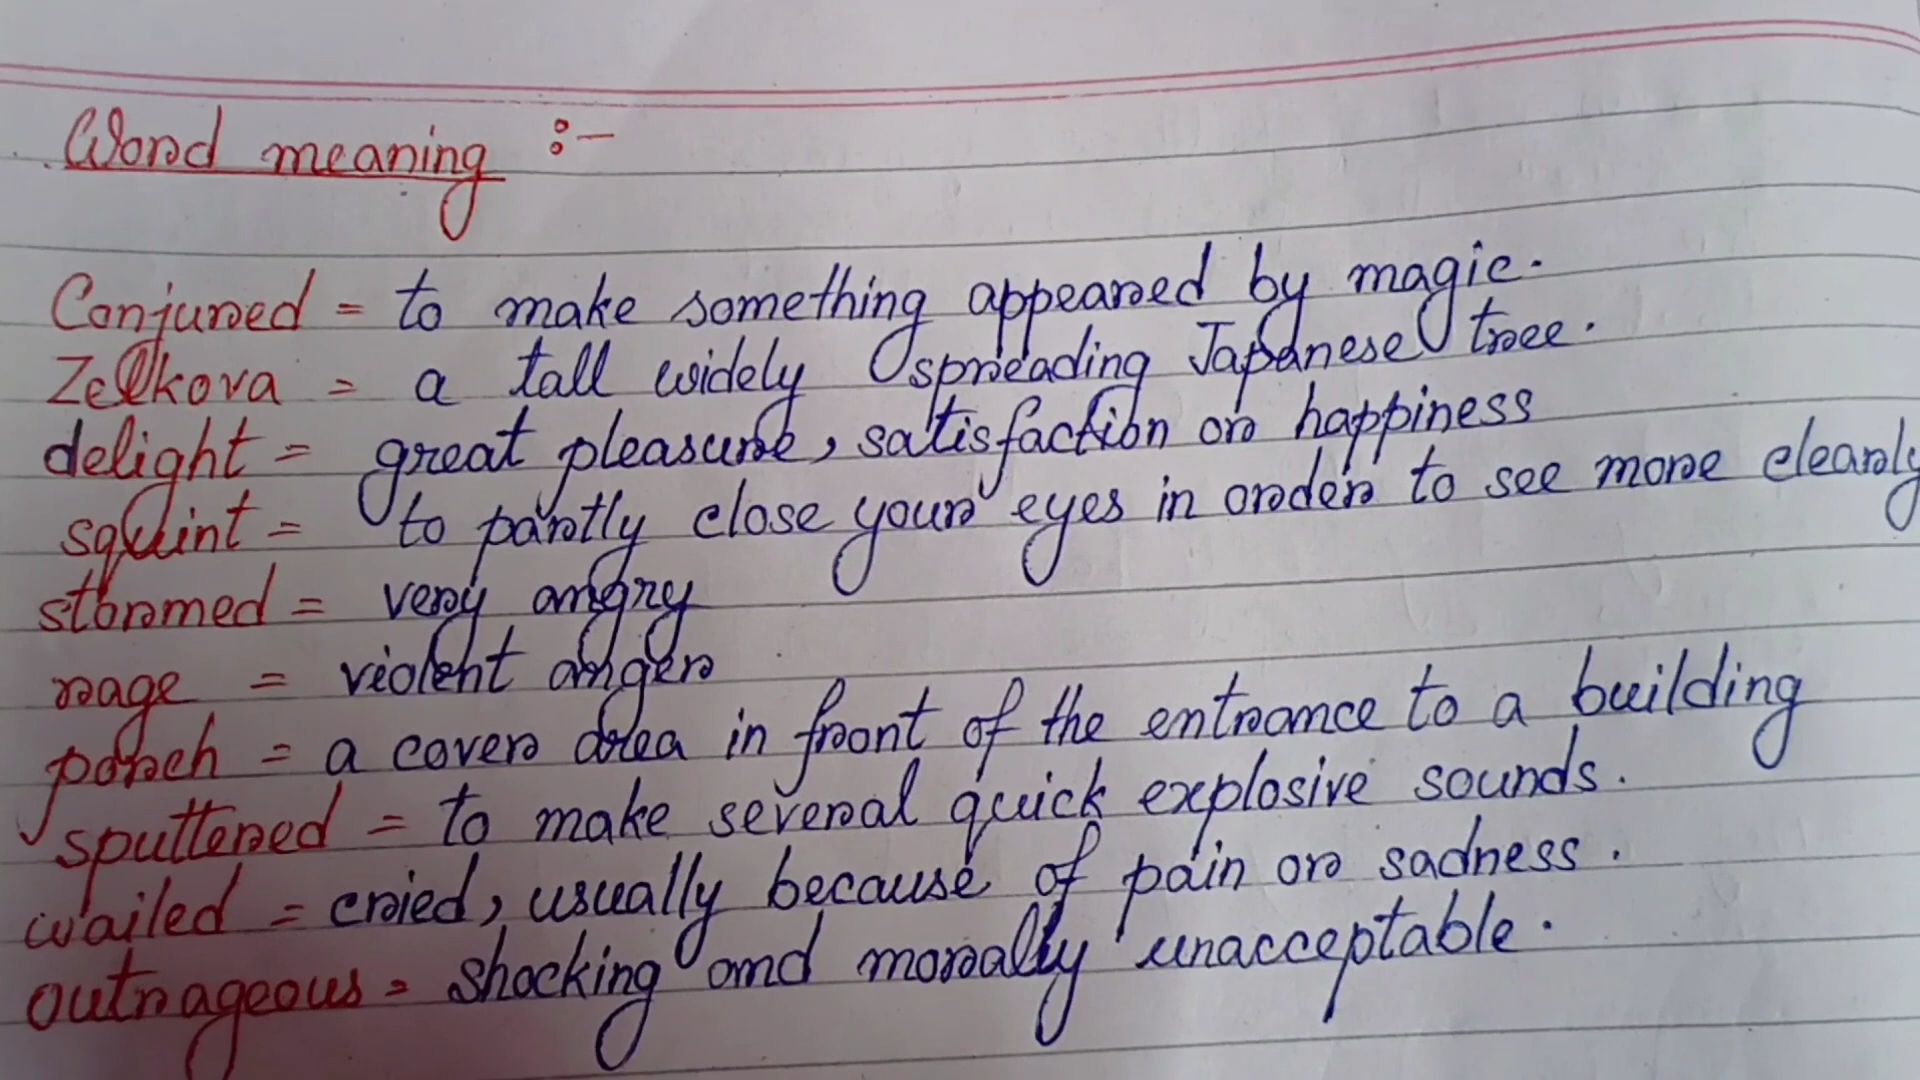 Word meaning :-
Conjured = to make something appeared by magic.
Zelkova = a tall widely spreading Japanese tree.
delight = great pleasure, satisfaction or happiness
squint = to partly close your eyes in order to see more clearly
stormed = very angry
rage = violent anger
porch = a cover area in front of the entrance to a building
sputtered = to make several quick explosive sounds.
wailed = cried, usually because of pain or sadness.
outrageous = shocking and morally unacceptable.